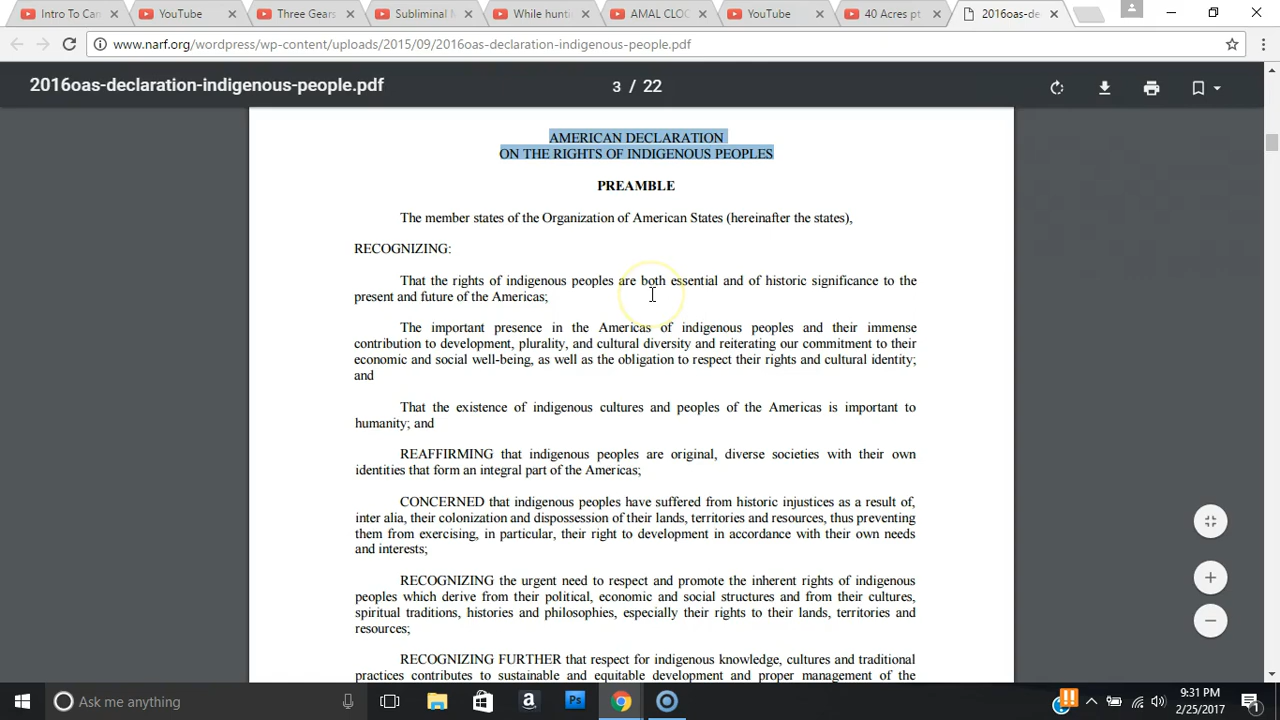 Intro To Can
YouTube
Three Gears
Subliminal M
While hunti
AMAL CLOC
YouTube
40 Acres pt
2016oas-de
www.narf.org/wordpress/wp-content/uploads/2015/09/2016oas-declaration-indigenous-people.pdf
2016oas-declaration-indigenous-people.pdf
3 / 22
AMERICAN DECLARATION
ON THE RIGHTS OF INDIGENOUS PEOPLES
PREAMBLE
The member states of the Organization of American States (hereinafter the states),
RECOGNIZING:
That the rights of indigenous peoples are both essential and of historic significance to the
present and future of the Americas;
The important presence in the Americas of indigenous peoples and their immense
contribution to development, plurality, and cultural diversity and reiterating our commitment to their
economic and social well-being, as well as the obligation to respect their rights and cultural identity;
and
That the existence of indigenous cultures and peoples of the Americas is important to
humanity; and
REAFFIRMING that indigenous peoples are original, diverse societies with their own
identities that form an integral part of the Americas;
CONCERNED that indigenous peoples have suffered from historic injustices as a result of,
inter alia, their colonization and dispossession of their lands, territories and resources, thus preventing
them from exercising, in particular, their right to development in accordance with their own needs
and interests;
RECOGNIZING the urgent need to respect and promote the inherent rights of indigenous
peoples which derive from their political, economic and social structures and from their cultures,
spiritual traditions, histories and philosophies, especially their rights to their lands, territories and
resources;
RECOGNIZING FURTHER that respect for indigenous knowledge, cultures and traditional
practices contributes to sustainable and equitable development and proper management of the
Ask me anything
Ps
9:31 PM
2/25/2017
1